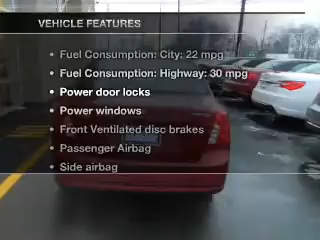 VEHICLE FEATURES
• Fuel Consumption: City: 22 mpg
• Fuel Consumption: Highway: 30 mpg
• Power door locks
• Power windows
• Front Ventilated disc brakes
• Passenger Airbag
• Side airbag